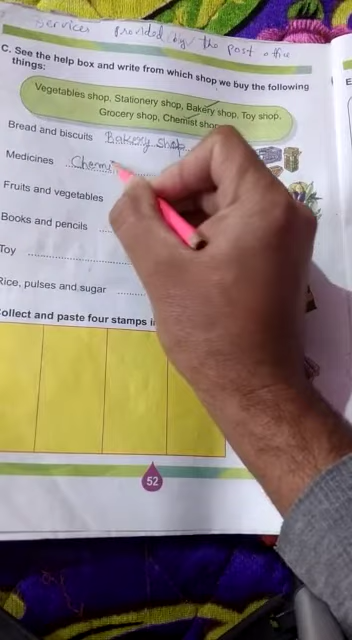 Services provided by the post office
C. See the help box and write from which shop we buy the following
things:
Vegetables shop, Stationery shop, Bakery shop, Toy shop,
Grocery shop, Chemist shop
Bread and biscuits Bakery shop
Medicines Chemi
Fruits and vegetables
Books and pencils
Toy
Rice, pulses and sugar
ollect and paste four stamps i
52